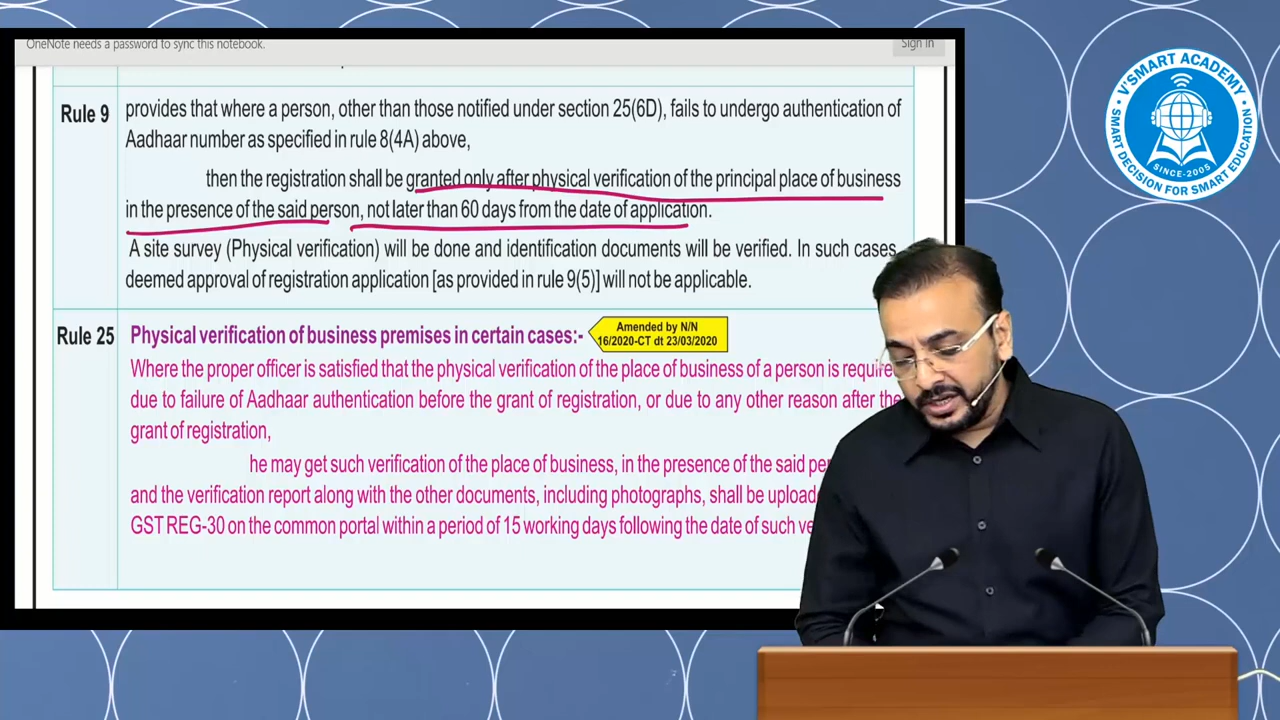 OneNote needs a password to sync this notebook.
Sign in
Rule 9
provides that where a person, other than those notified under section 25(6D), fails to undergo authentication of
Aadhaar number as specified in rule 8(4A) above,
then the registration shall be granted only after physical verification of the principal place of business
in the presence of the said person, not later than 60 days from the date of application.
A site survey (Physical verification) will be done and identification documents will be verified. In such cases
deemed approval of registration application [as provided in rule 9(5)] will not be applicable.
Rule 25
Physical verification of business premises in certain cases:-
Amended by N/N
16/2020-CT dt 23/03/2020
Where the proper officer is satisfied that the physical verification of the place of business of a person is
due to failure of Aadhaar authentication before the grant of registration, or due to any other reason after the
grant of registration,
he may get such verification of the place of business, in the presence of the said
and the verification report along with the other documents, including photographs, shall be
GST REG-30 on the common portal within a period of 15 working days following the date of such
V'SMART ACADEMY
SINCE-2005
SMART DECISION FOR SMART EDUCATION